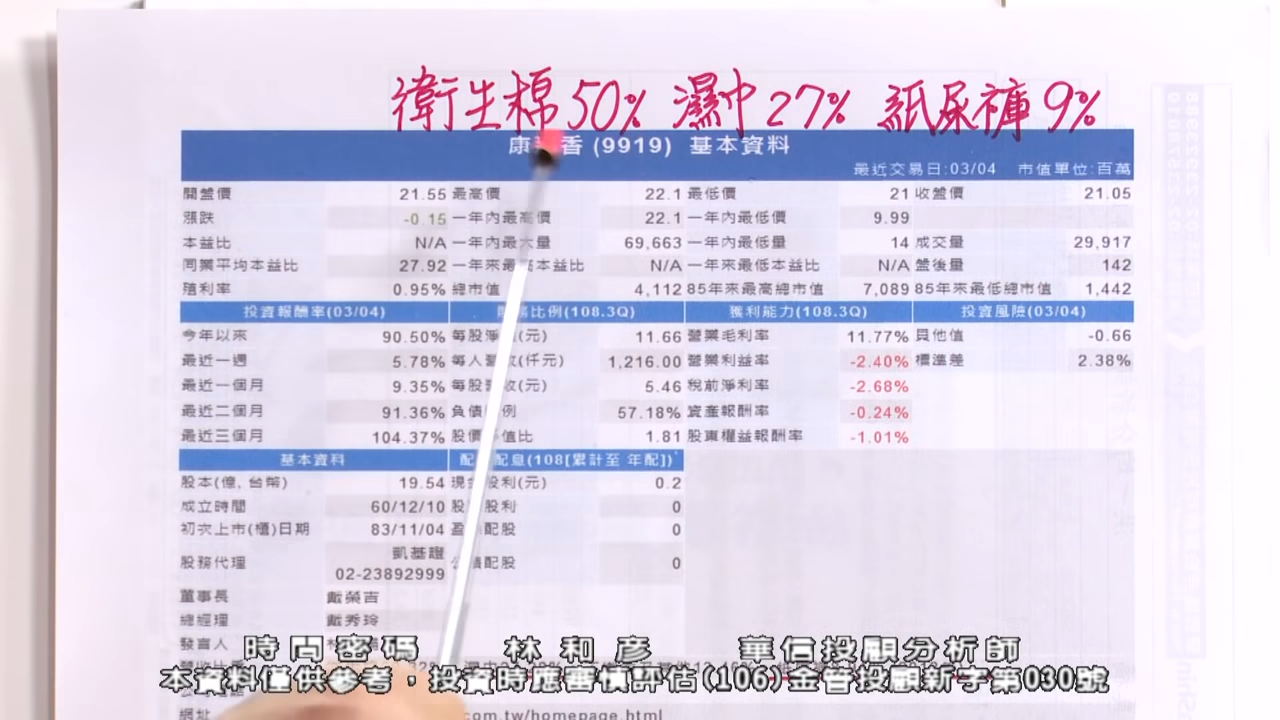 衛生棉50% 濕巾27% 紙尿褲9%
康 香 (9919) 基本資料
最近交易日:03/04 市值單位:百萬
開盤價 21.55 最高價 22.1 最低價 21 收盤價 21.05
漲跌 -0.15 一年內最高價 22.1 一年內最低價 9.99
本益比 N/A 一年內最大量 69,663 一年內最低量 14 成交量 29,917
同業平均本益比 27.92 一年來最高本益比 N/A 一年來最低本益比 N/A 盤後量 142
殖利率 0.95% 總市值 4,112 85年來最高總市值 7,089 85年來最低總市值 1,442
投資報酬率(03/04) 財務比例(108.3Q) 獲利能力(108.3Q) 投資風險(03/04)
今年以來 90.50% 每股淨 (元) 11.66 營業毛利率 11.77% 貝他值 -0.66
最近一週 5.78% 每人營收(仟元) 1,216.00 營業利益率 -2.40% 標準差 2.38%
最近一個月 9.35% 每股營收(元) 5.46 稅前淨利率 -2.68%
最近二個月 91.36% 負債 例 57.18% 資產報酬率 -0.24%
最近三個月 104.37% 股價 值比 1.81 股東權益報酬率 -1.01%
基本資料 配 配息(108[累計至 年配])
股本(億, 台幣) 19.54 現 股利(元) 0.2
成立時間 60/12/10 股 股利 0
初次上市(櫃)日期 83/11/04 盈 配股 0
股務代理 凱基證 02-23892999 公 配股 0
董事長 戴榮吉
總經理 戴秀玲
發言人
時間密碼 林和彥 華信投顧分析師
本資料僅供參考，投資時應審慎評估(106)金管投顧新字第030號
網址 .com.tw/homepage.html